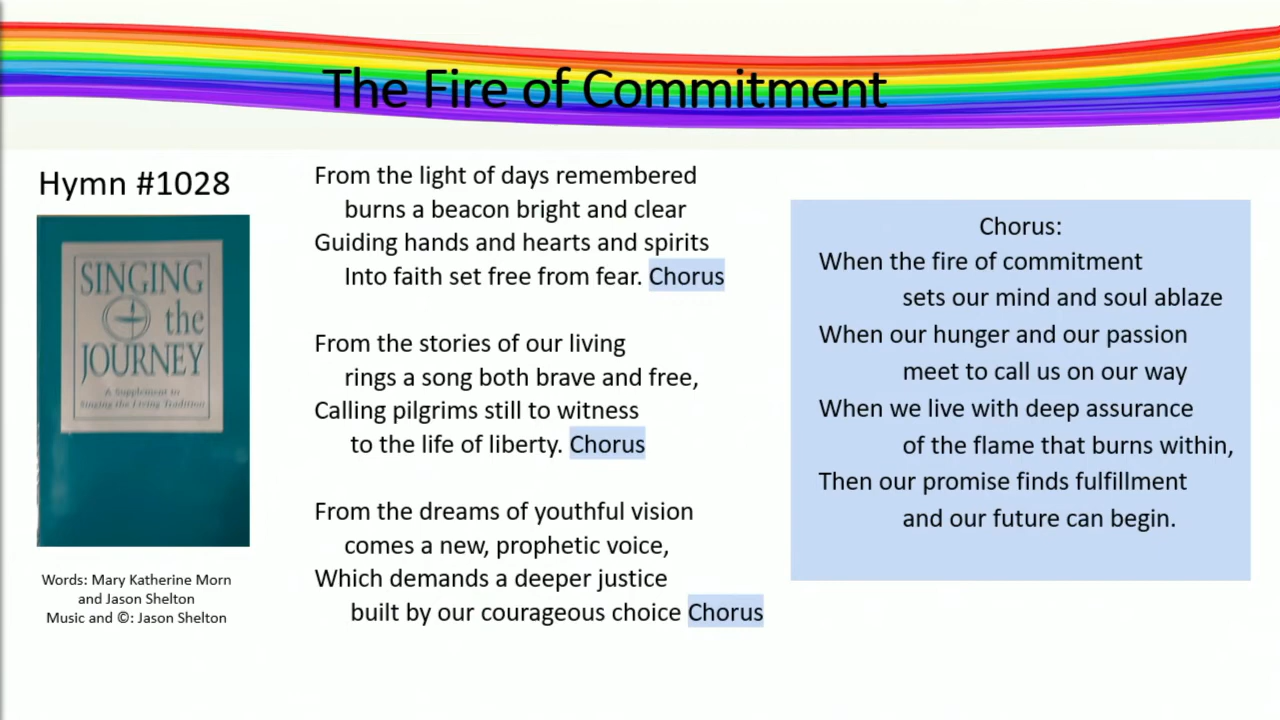 The Fire of Commitment
Hymn #1028
SINGING
the
JOURNEY
A Supplement to
Singing the Living Tradition
Words: Mary Katherine Morn
and Jason Shelton
Music and ©: Jason Shelton
From the light of days remembered
burns a beacon bright and clear
Guiding hands and hearts and spirits
Into faith set free from fear. Chorus
From the stories of our living
rings a song both brave and free,
Calling pilgrims still to witness
to the life of liberty. Chorus
From the dreams of youthful vision
comes a new, prophetic voice,
Which demands a deeper justice
built by our courageous choice Chorus
Chorus:
When the fire of commitment
sets our mind and soul ablaze
When our hunger and our passion
meet to call us on our way
When we live with deep assurance
of the flame that burns within,
Then our promise finds fulfillment
and our future can begin.